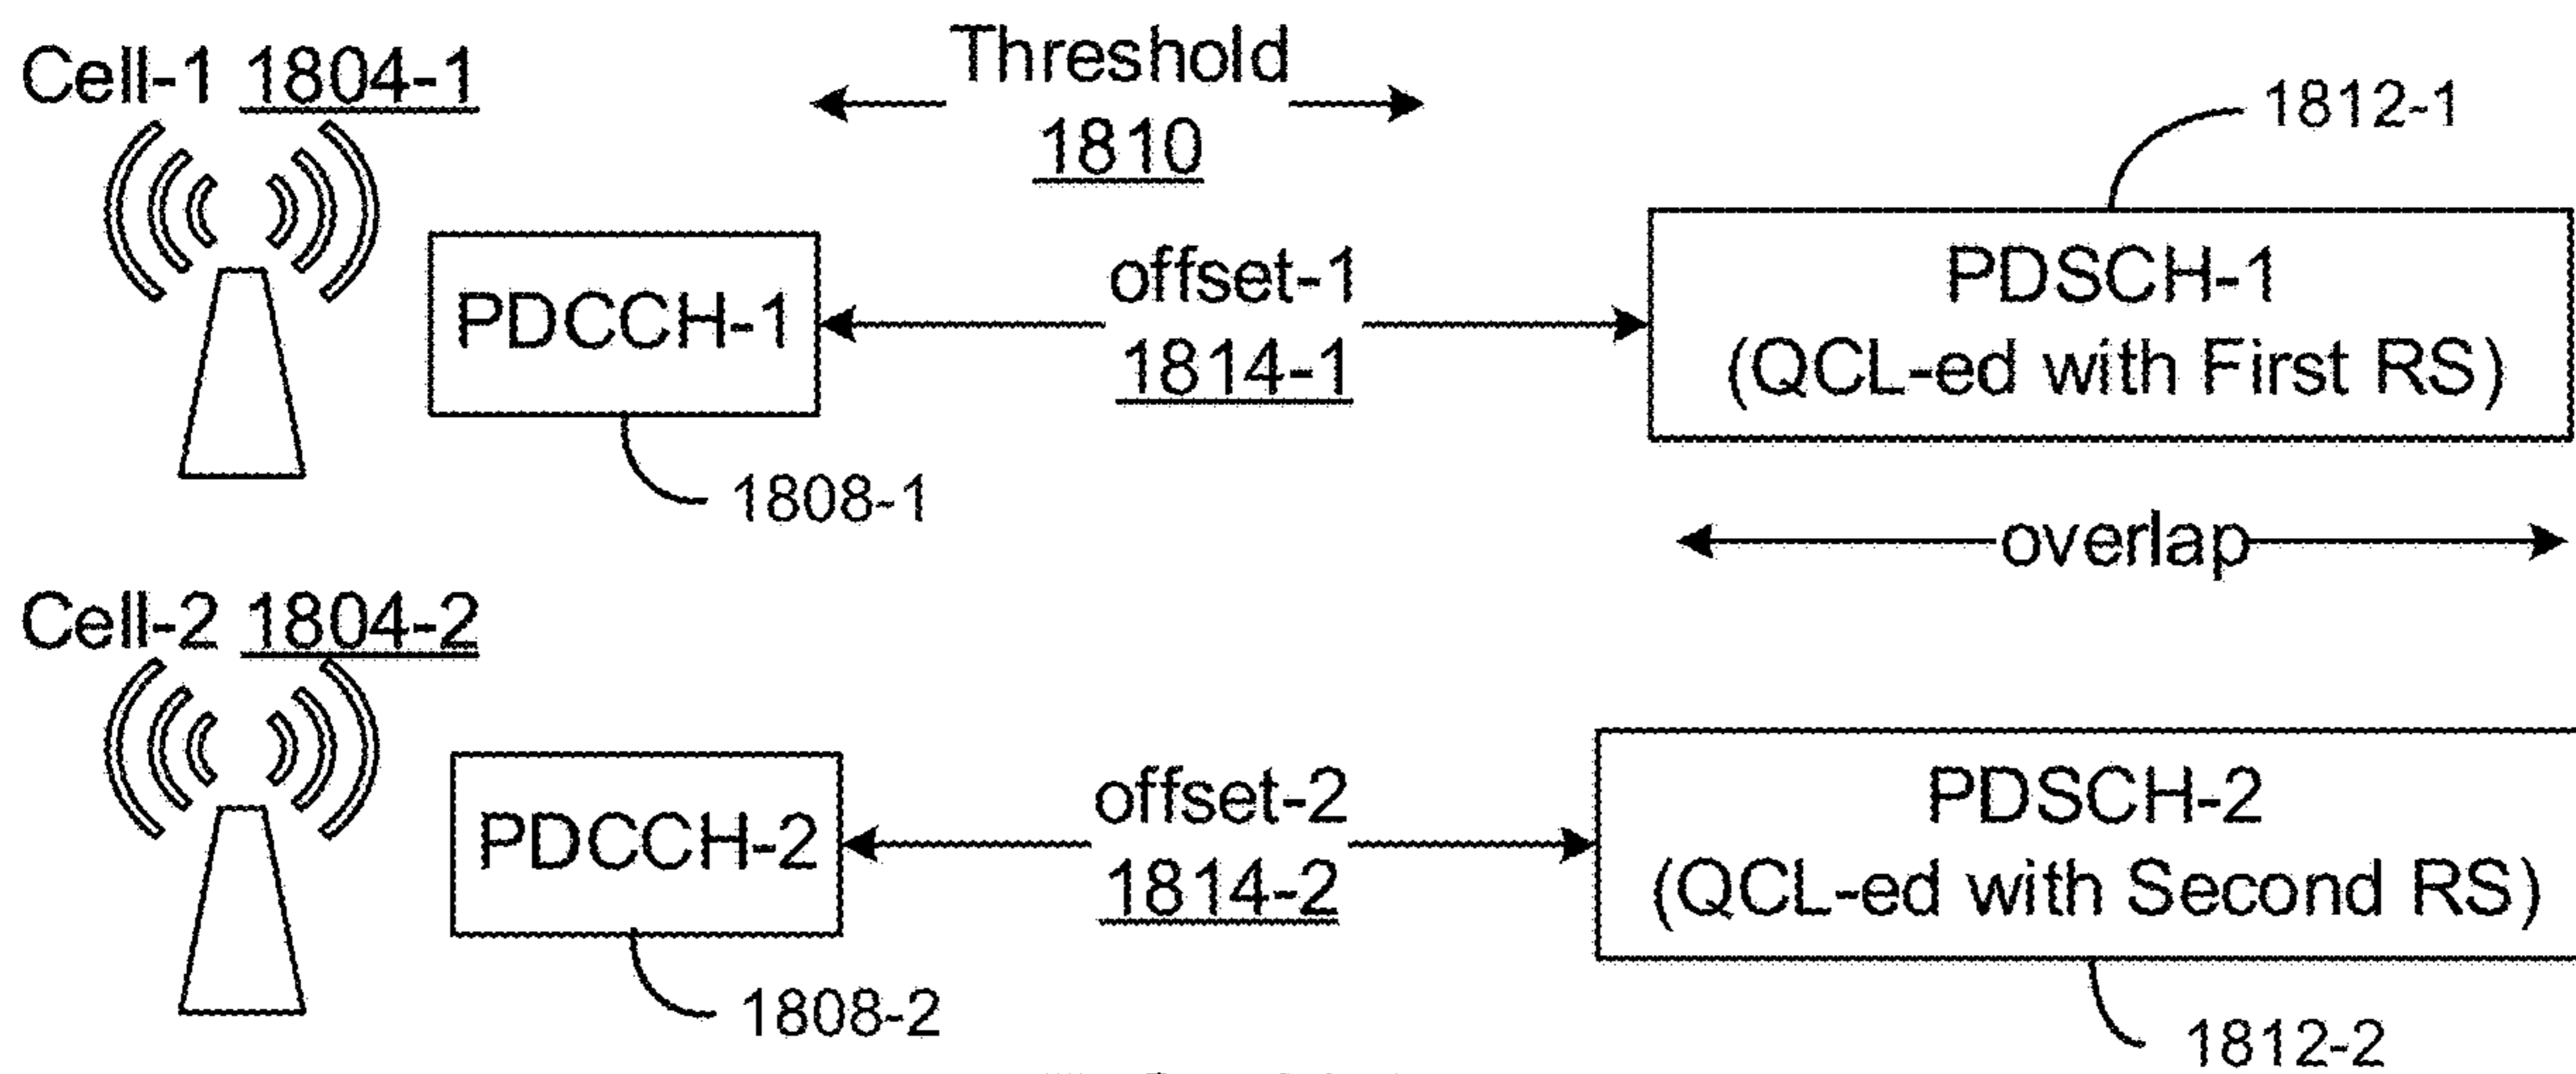 Cell-1 1804-1
Threshold
1810
1812-1
PDCCH-1
offset-1
1814-1
PDSCH-1
(QCL-ed with First RS)
1808-1
overlap
Cell-2 1804-2
PDCCH-2
offset-2
1814-2
PDSCH-2
(QCL-ed with Second RS)
1808-2
1812-2